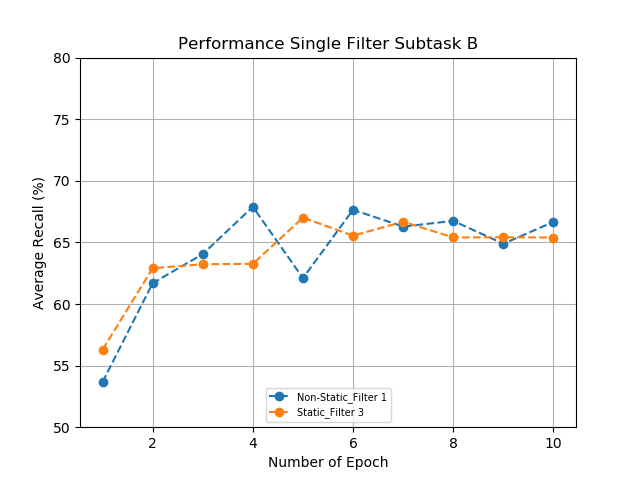 Performance Single Filter Subtask B
80
75
70
65
60
55
50
Average Recall (%)
2 4 6 8 10
Number of Epoch
Non-Static_Filter 1
Static_Filter 3